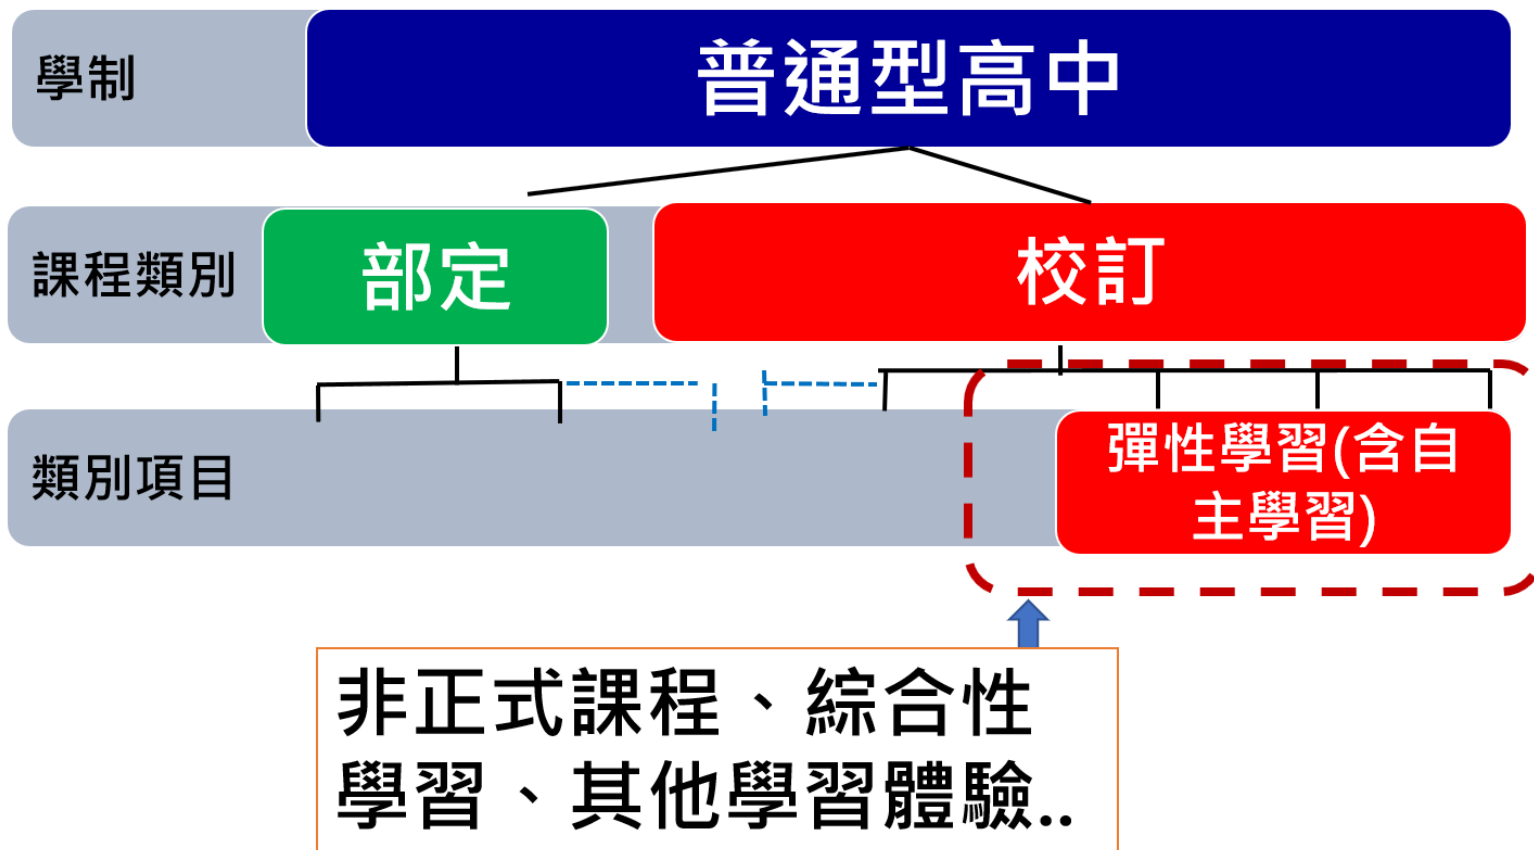 學制
普通型高中
課程類別
部定
校訂
類別項目
彈性學習(含自
主學習)
非正式課程、綜合性
學習、其他學習體驗..